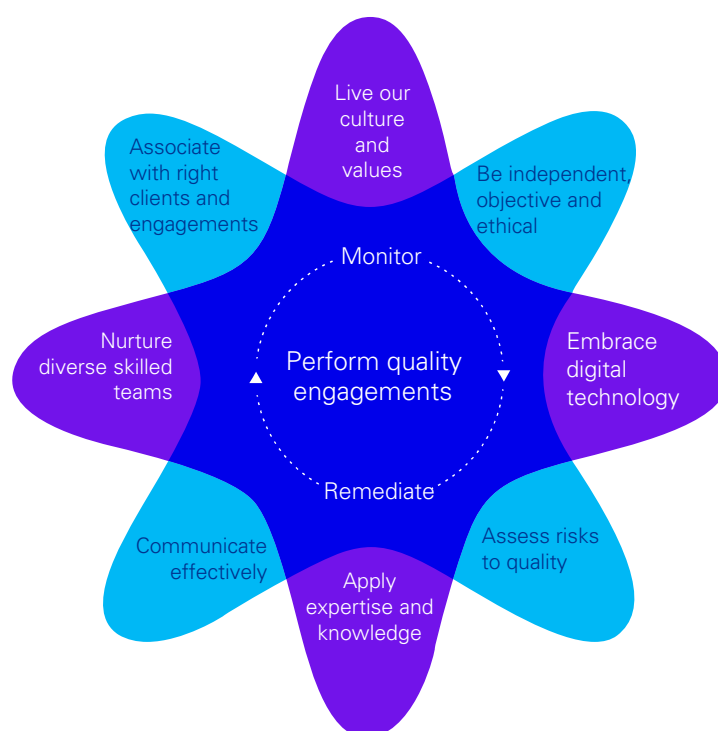 Live our
culture
and
values
Be independent,
objective and
ethical
Embrace
digital
technology
Assess risks
to quality
Apply
expertise and
knowledge
Communicate
effectively
Nurture
diverse skilled
teams
Associate
with right
clients and
engagements
Monitor
Perform quality
engagements
Remediate